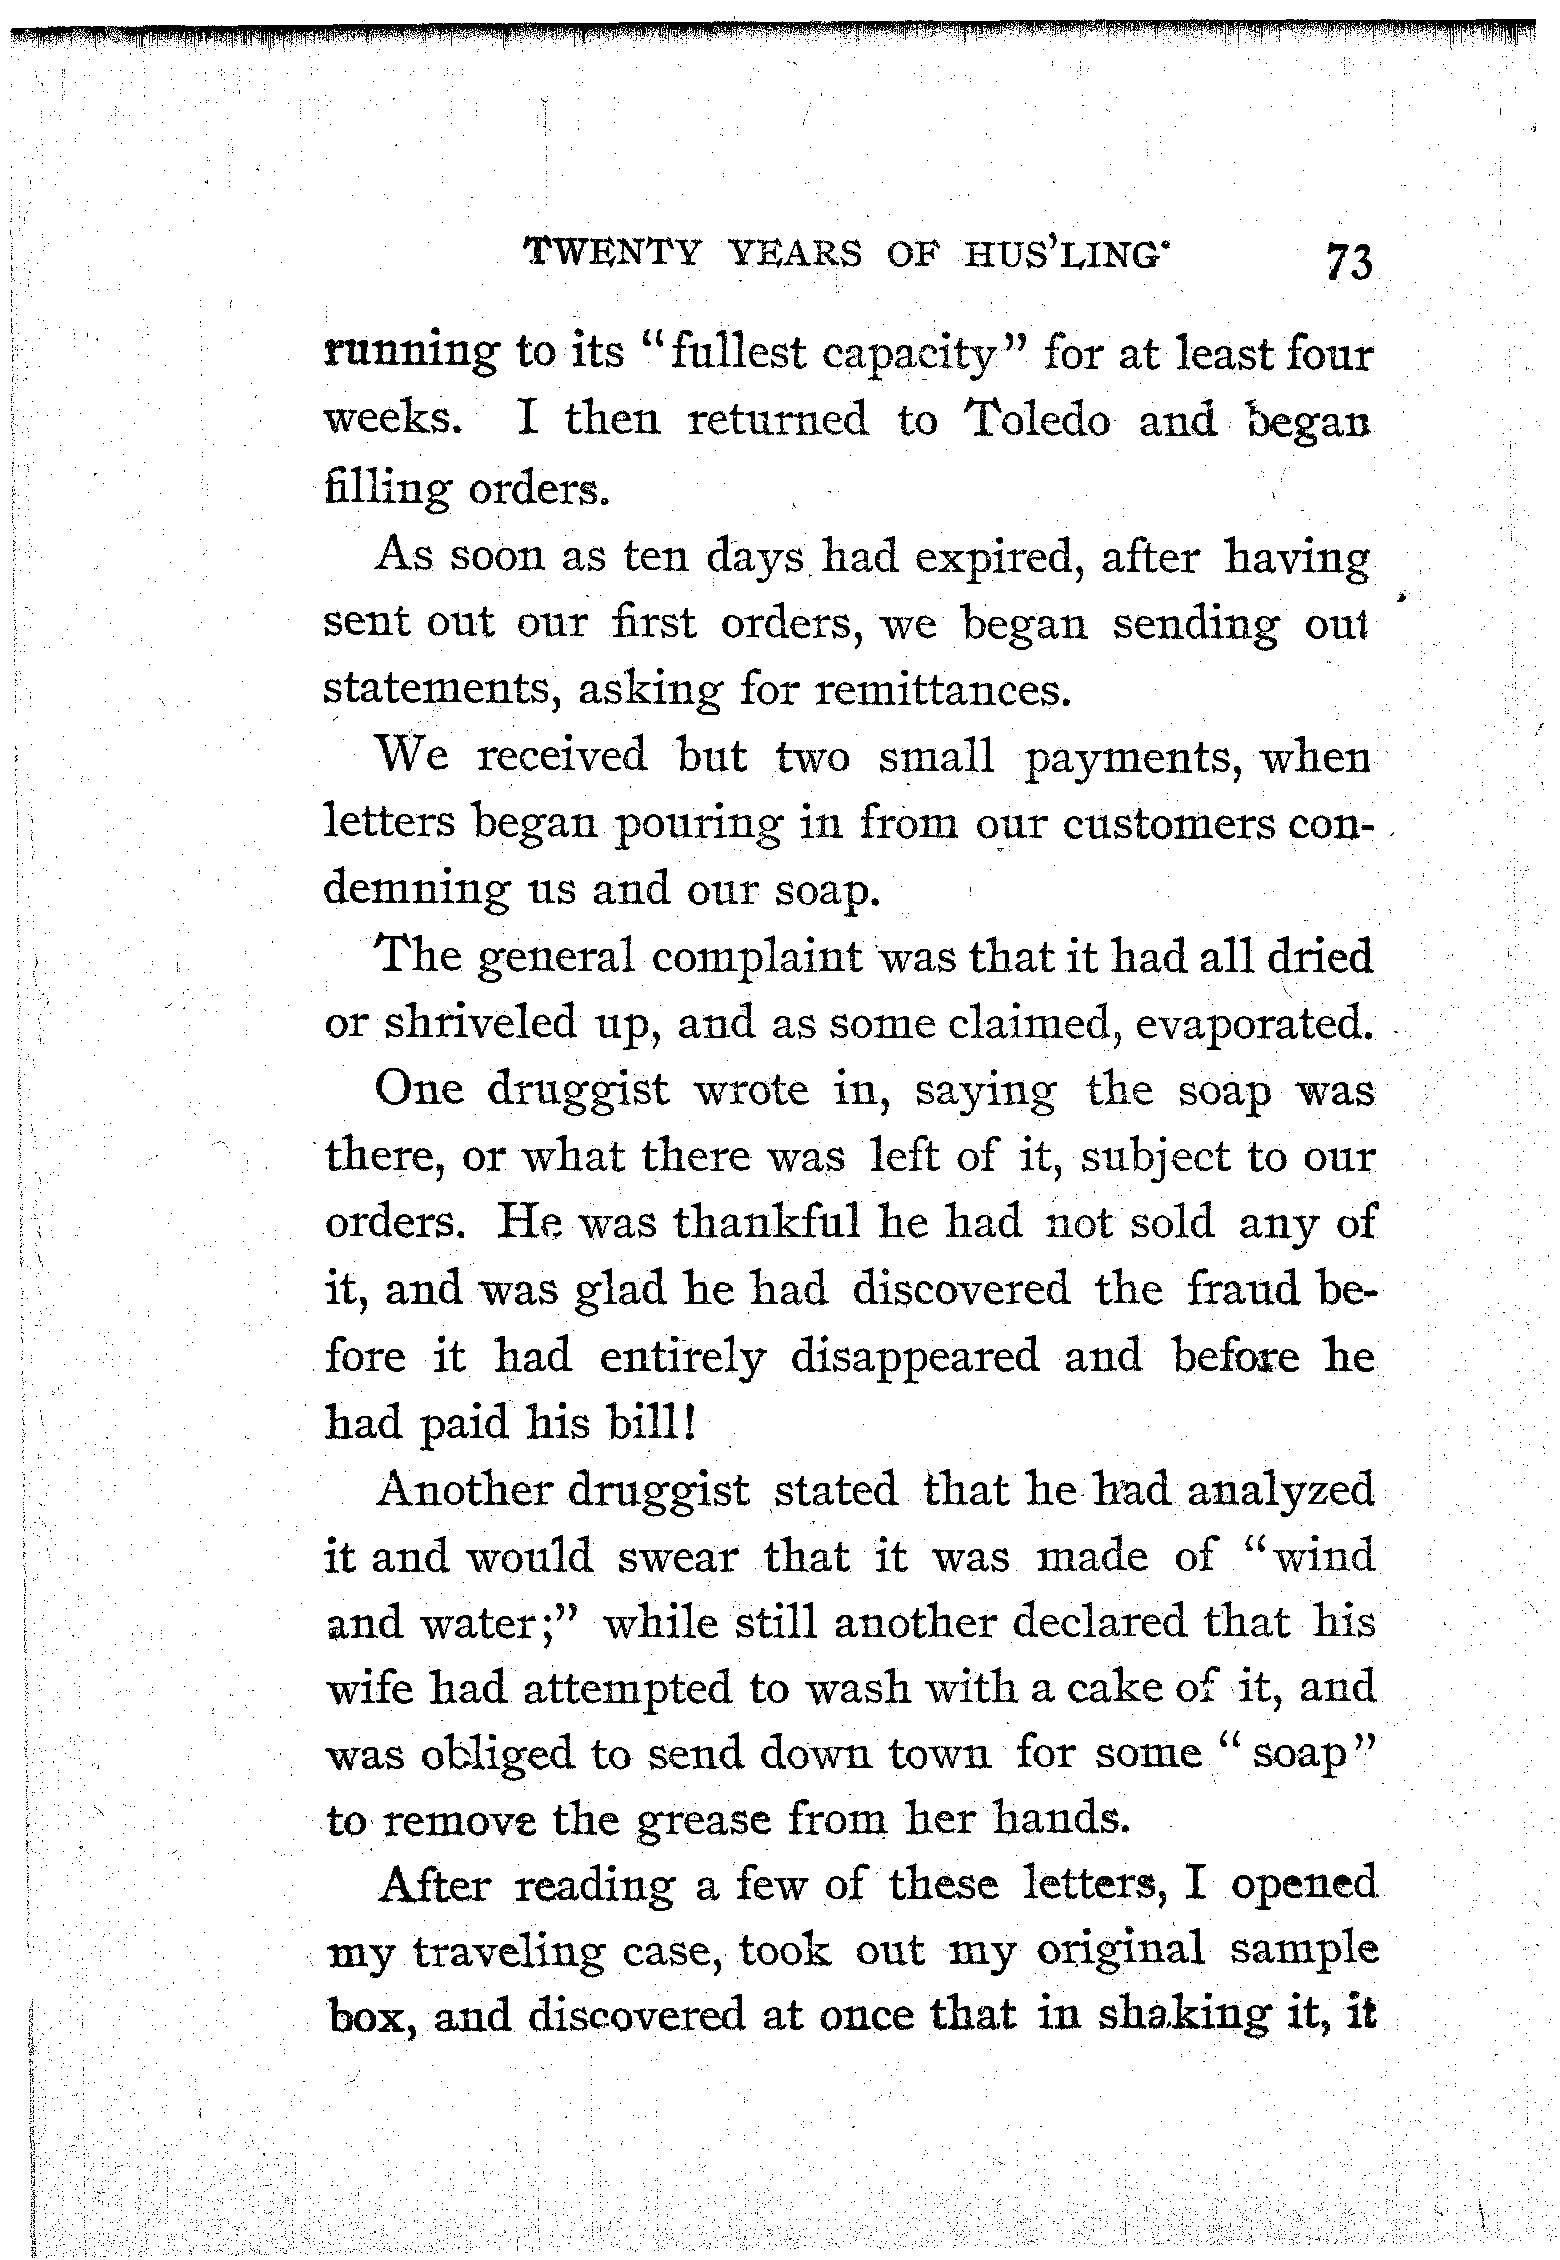 TWENTY YEARS OF HUS'LING· 73
running to its "fullest capacity" for at least four
weeks. I then returned to Toledo and began
filling orders.
As soon as ten days had expired, after having
sent out our first orders, we began sending out
statements, asking for remittances.
We received but two small payments, when
letters began pouring in from our customers con-
demning us and our soap.
The general complaint was that it had all dried
or shriveled up, and as some claimed, evaporated.
One druggist wrote in, saying the soap was
there, or what there was left of it, subject to our
orders. He was thankful he had not sold any of
it, and was glad he had discovered the fraud be-
fore it had entirely disappeared and before he
had paid his bill!
Another druggist stated that he had analyzed
it and would swear that it was made of "wind
and water;" while still another declared that his
wife had attempted to wash with a cake of it, and
was obliged to send down town for some "soap"
to remove the grease from her hands.
After reading a few of these letters, I opened
my traveling case, took out my original sample
box, and discovered at once that in shaking it, it